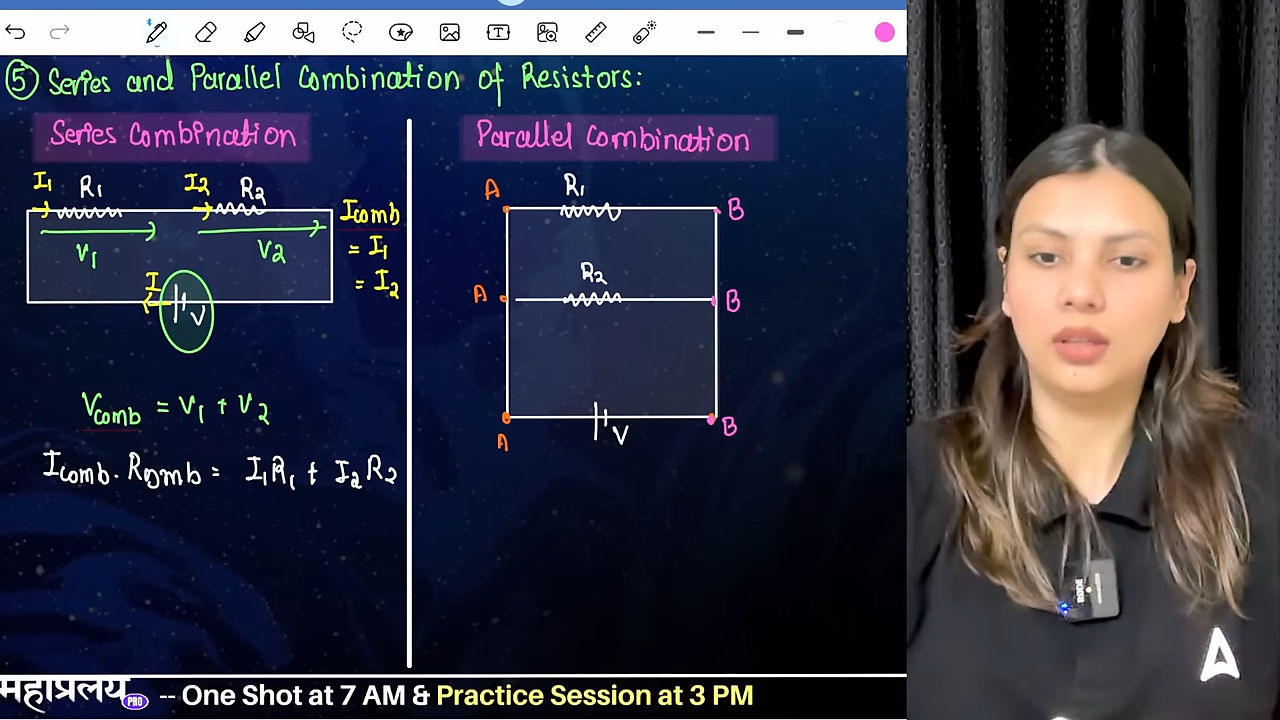 ⑤ Series and Parallel Combination of Resistors:
Series Combination
I₁ R₁ I₂ R₂
V₁ V₂
I V
Icomb
= I₁
= I₂
Vcomb = V₁ + V₂
Icomb. Rcomb = I₁R₁ + I₂R₂
Parallel Combination
A R₁ B
A R₂ B
A V B
महाप्रलय PRO -- One Shot at 7 AM & Practice Session at 3 PM